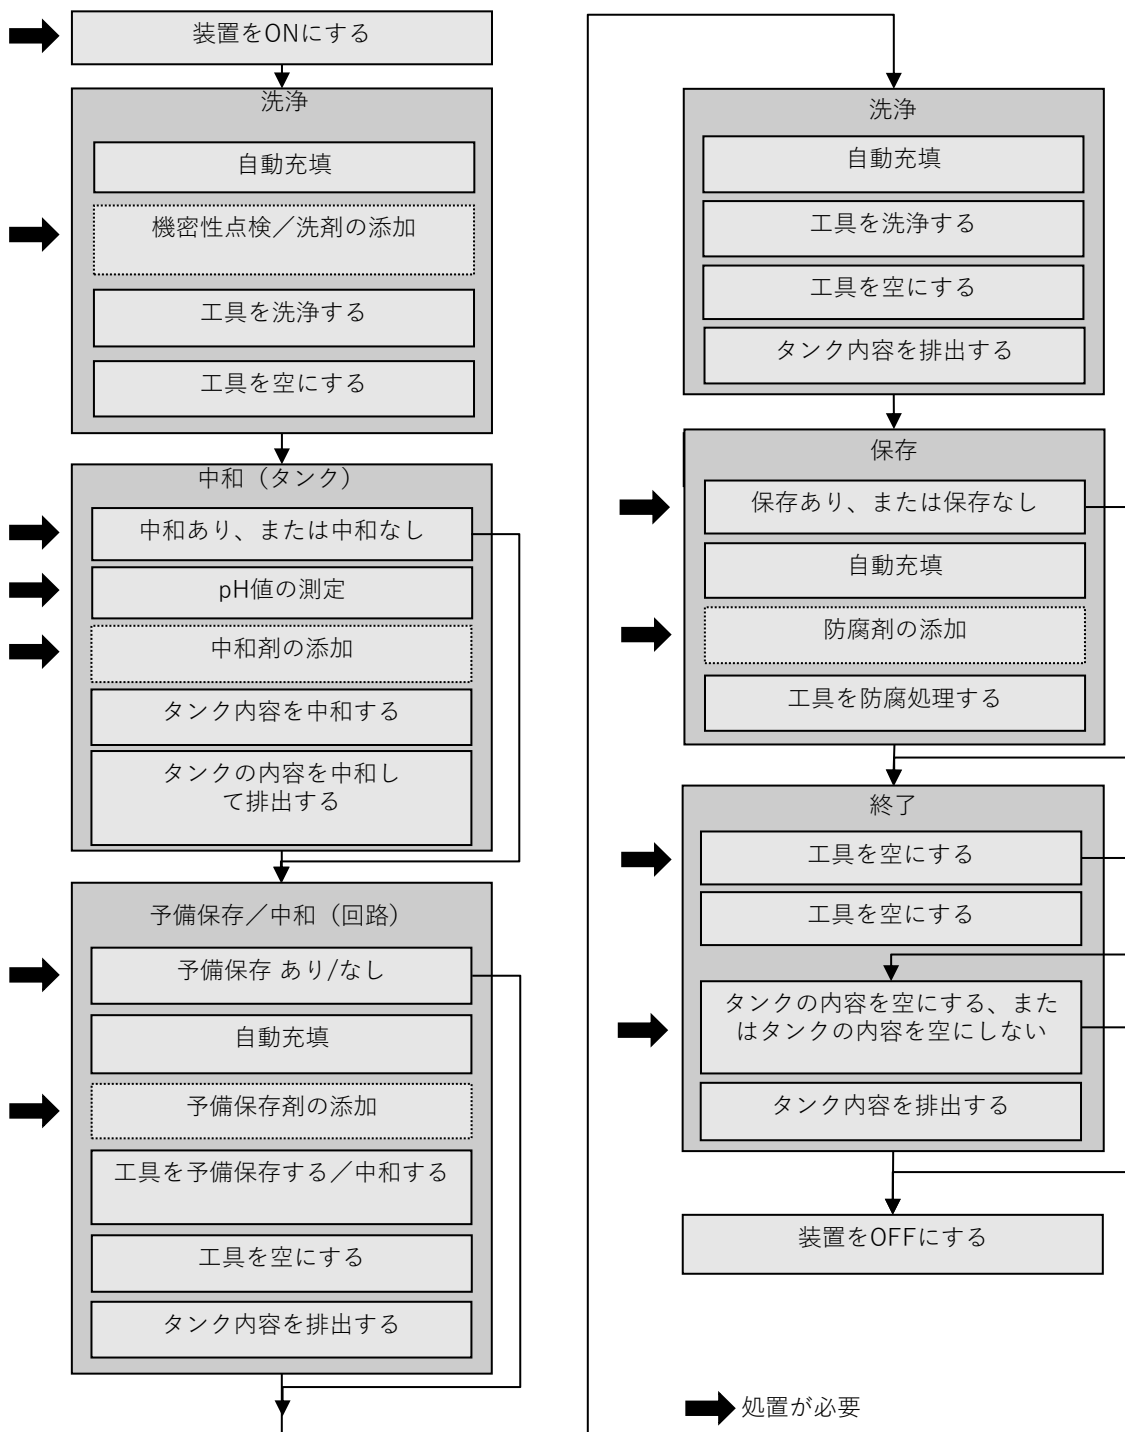 装置をONにする
洗浄
自動充填
機密性点検／洗剤の添加
工具を洗浄する
工具を空にする
中和（タンク）
中和あり、または中和なし
pH値の測定
中和剤の添加
タンク内容を中和する
タンクの内容を中和し
て排出する
予備保存／中和（回路）
予備保存 あり/なし
自動充填
予備保存剤の添加
工具を予備保存する／中和する
工具を空にする
タンク内容を排出する
洗浄
自動充填
工具を洗浄する
工具を空にする
タンク内容を排出する
保存
保存あり、または保存なし
自動充填
防腐剤の添加
工具を防腐処理する
終了
工具を空にする
工具を空にする
タンクの内容を空にする、また
はタンクの内容を空にしない
タンク内容を排出する
装置をOFFにする
処置が必要